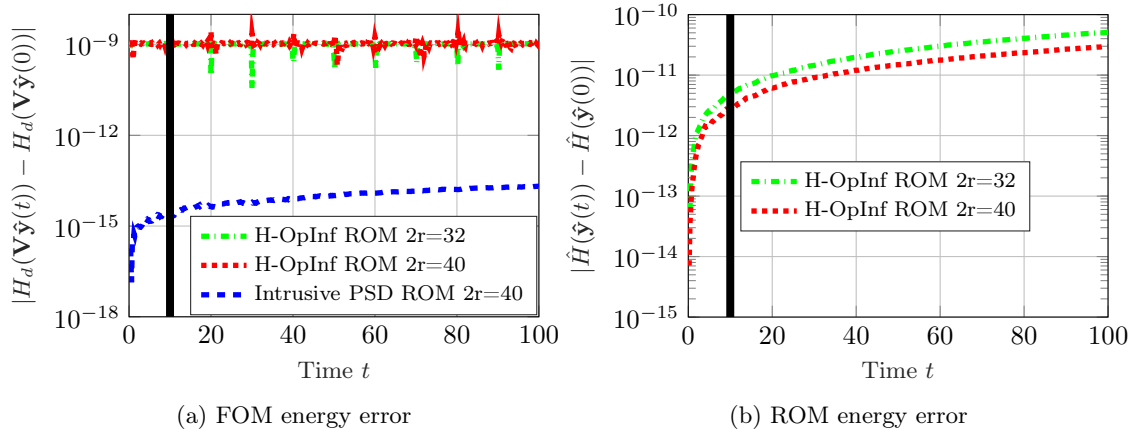 |H_d(Vŷ(t)) − H_d(Vŷ(0))|
10⁻⁹
10⁻¹²
10⁻¹⁵
10⁻¹⁸
H-OpInf ROM 2r=32
H-OpInf ROM 2r=40
Intrusive PSD ROM 2r=40
0 20 40 60 80 100
Time t
(a) FOM energy error
|Ĥ(ŷ(t)) − Ĥ(ŷ(0))|
10⁻¹⁰
10⁻¹¹
10⁻¹²
10⁻¹³
10⁻¹⁴
10⁻¹⁵
H-OpInf ROM 2r=32
H-OpInf ROM 2r=40
0 20 40 60 80 100
Time t
(b) ROM energy error